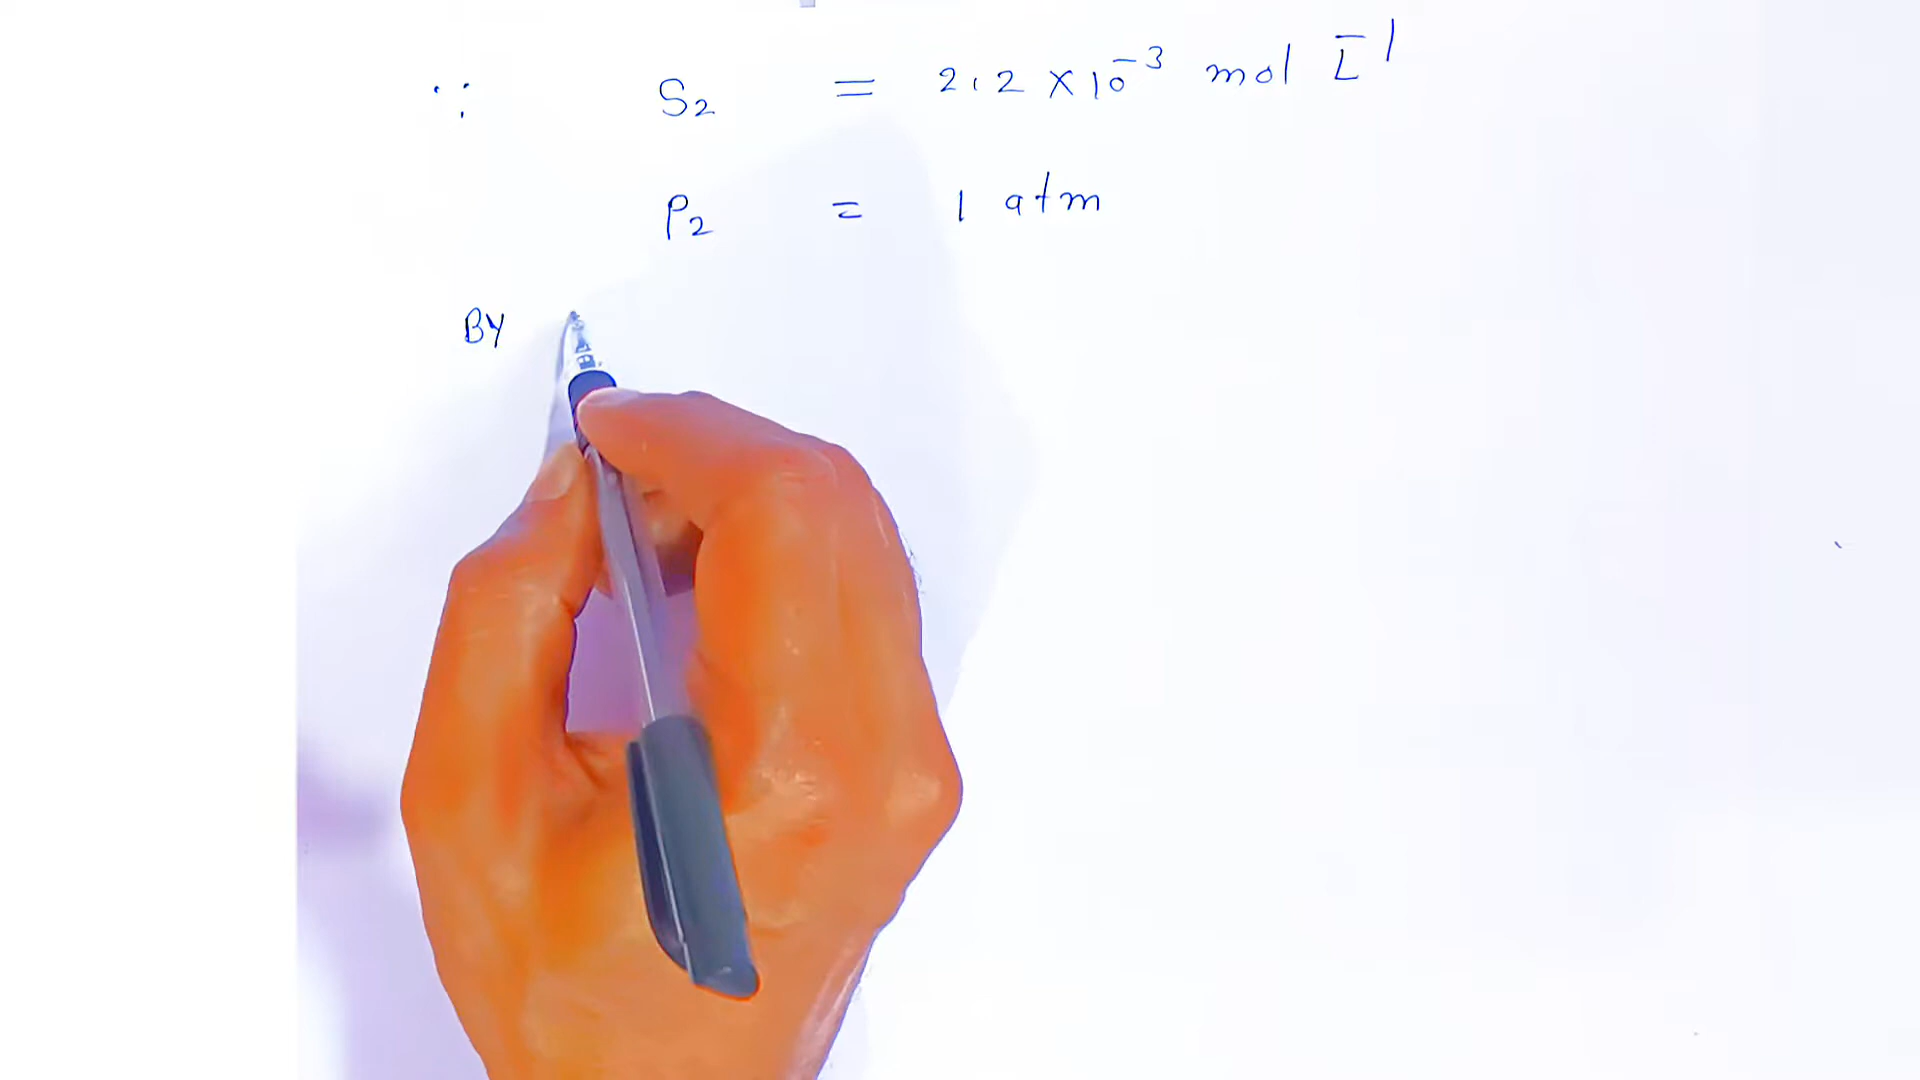 ∵ S₂ = 2.2 × 10⁻³ mol L⁻¹
P₂ = 1 atm
BY